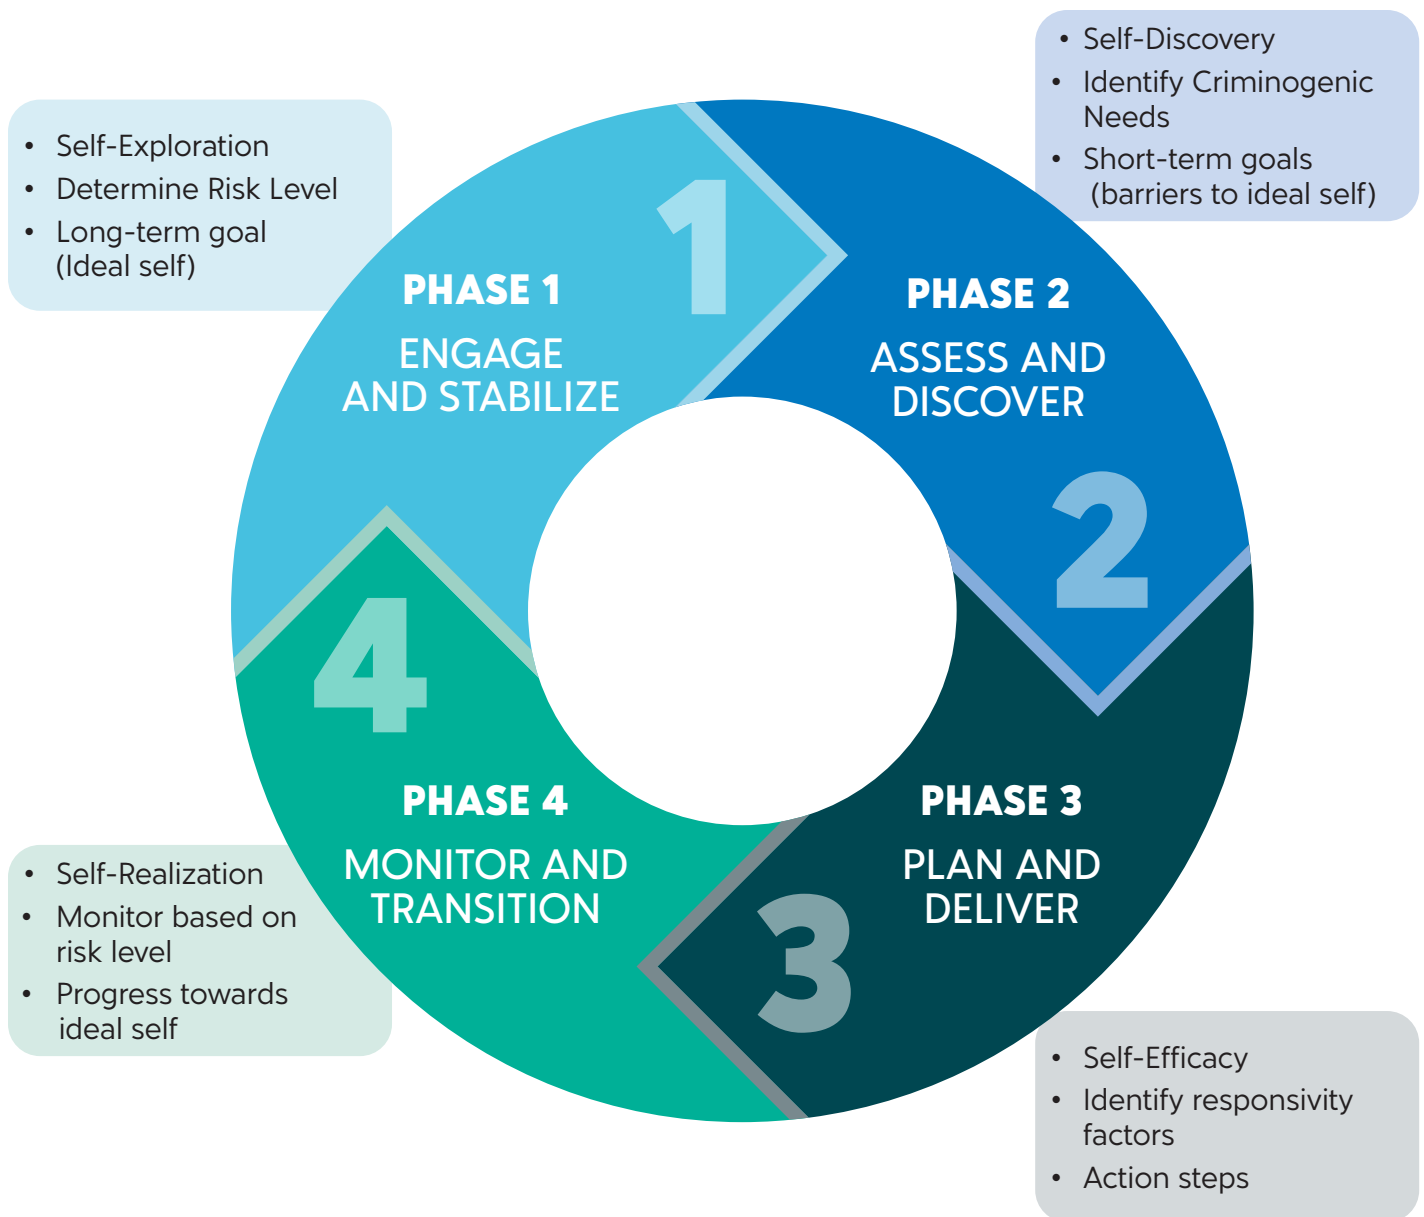 • Self-Exploration
• Determine Risk Level
• Long-term goal
(Ideal self)
1
PHASE 1
ENGAGE
AND STABILIZE
• Self-Discovery
• Identify Criminogenic
Needs
• Short-term goals
(barriers to ideal self)
PHASE 2
ASSESS AND
DISCOVER
2
PHASE 3
PLAN AND
DELIVER
3
• Self-Efficacy
• Identify responsivity
factors
• Action steps
4
PHASE 4
MONITOR AND
TRANSITION
• Self-Realization
• Monitor based on
risk level
• Progress towards
ideal self